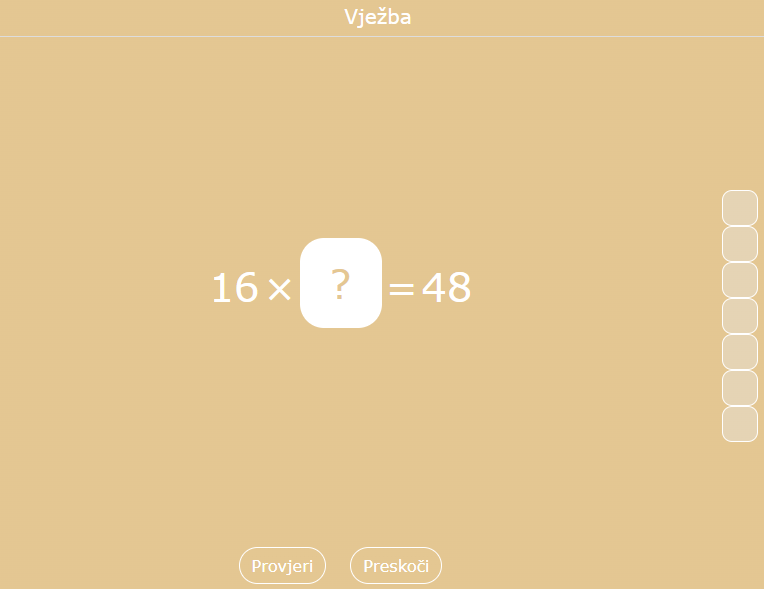 Vježba
16 × ? = 48
Provjeri Preskoči